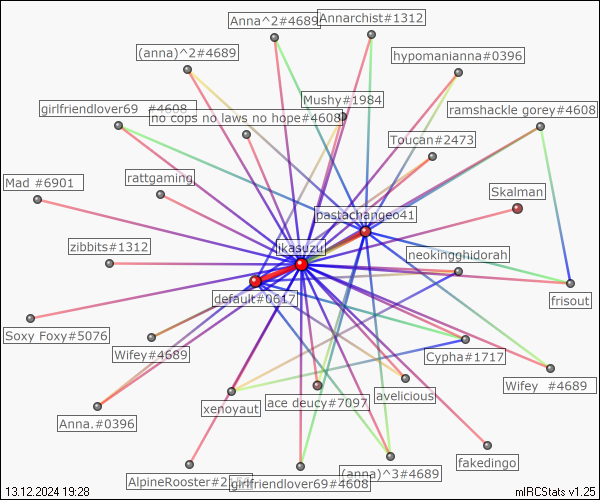 Anna^2#4689
Annarchist#1312
(anna)^2#4689
hypomanianna#0396
Mushy#1984
girlfriendlover69 #4608
no cops no laws no hope#4608
ramshackle gorey#4608
Toucan#2473
Mad #6901
rattgaming
Skalman
pastachangeo41
zibbits#1312
likasuzu
neokingghidorah
default#0617
frisout
Soxy Foxy#5076
Wifey#4689
Cypha#1717
Wifey #4689
Anna.#0396
xenoyaut
ace deucy#7097
avelicious
fakedingo
(anna)^3#4689
girlfriendlover69#4608
13.12.2024 19:28
mIRCStats v1.25